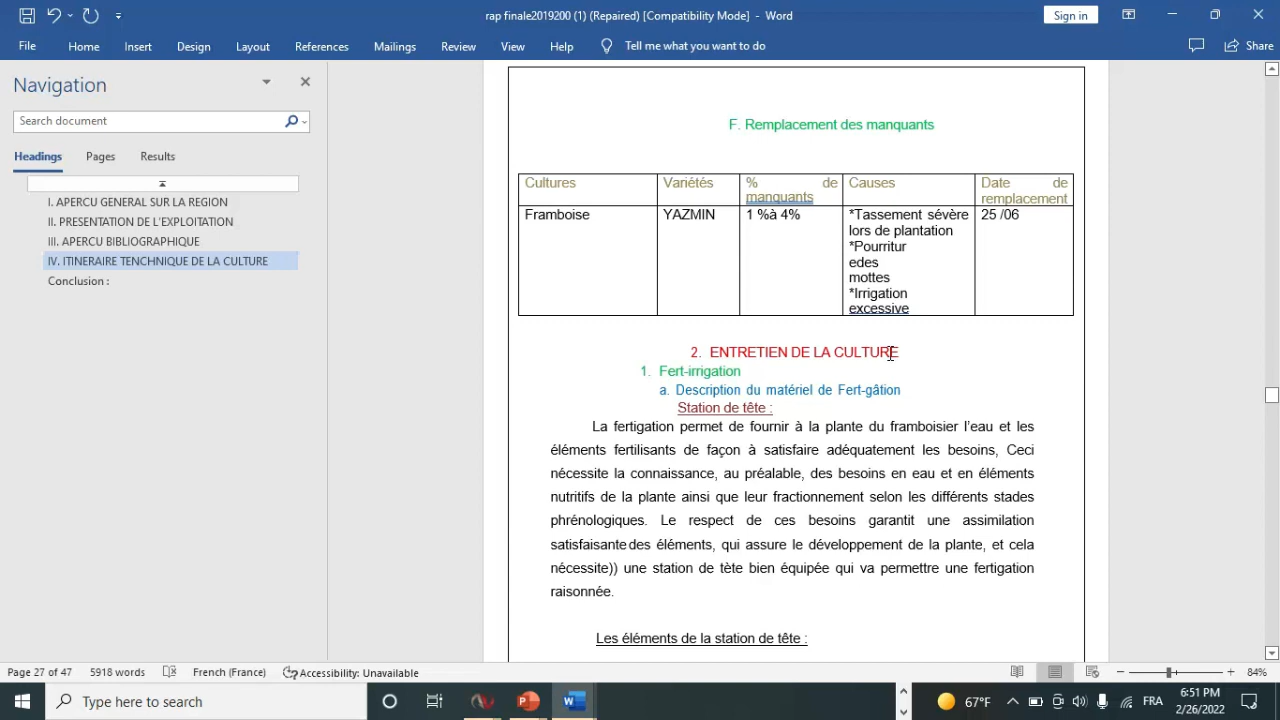 rap finale2019200 (1) (Repaired) [Compatibility Mode] - Word
Sign in
File Home Insert Design Layout References Mailings Review View Help Tell me what you want to do Share
Navigation
Search document
Headings Pages Results
I. APERCU GENERAL SUR LA REGION
II. PRESENTATION DE L'EXPLOITATION
III. APERCU BIBLIOGRAPHIQUE
IV. ITINERAIRE TENCHNIQUE DE LA CULTURE
Conclusion :
F. Remplacement des manquants
Cultures Variétés % de Causes Date de
manquants remplacement
Framboise YAZMIN 1 %à 4% *Tassement sévère 25 /06
lors de plantation
*Pourritur
edes
mottes
*Irrigation
excessive
2. ENTRETIEN DE LA CULTURE
1. Fert-irrigation
a. Description du matériel de Fert-gâtion
Station de tête :
La fertigation permet de fournir à la plante du framboisier l'eau et les
éléments fertilisants de façon à satisfaire adéquatement les besoins, Ceci
nécessite la connaissance, au préalable, des besoins en eau et en éléments
nutritifs de la plante ainsi que leur fractionnement selon les différents stades
phrénologiques. Le respect de ces besoins garantit une assimilation
satisfaisante des éléments, qui assure le développement de la plante, et cela
nécessite)) une station de tète bien équipée qui va permettre une fertigation
raisonnée.
Les éléments de la station de tête :
Page 27 of 47 5918 words French (France) Accessibility: Unavailable 84%
Type here to search
67°F FRA
6:51 PM
2/26/2022